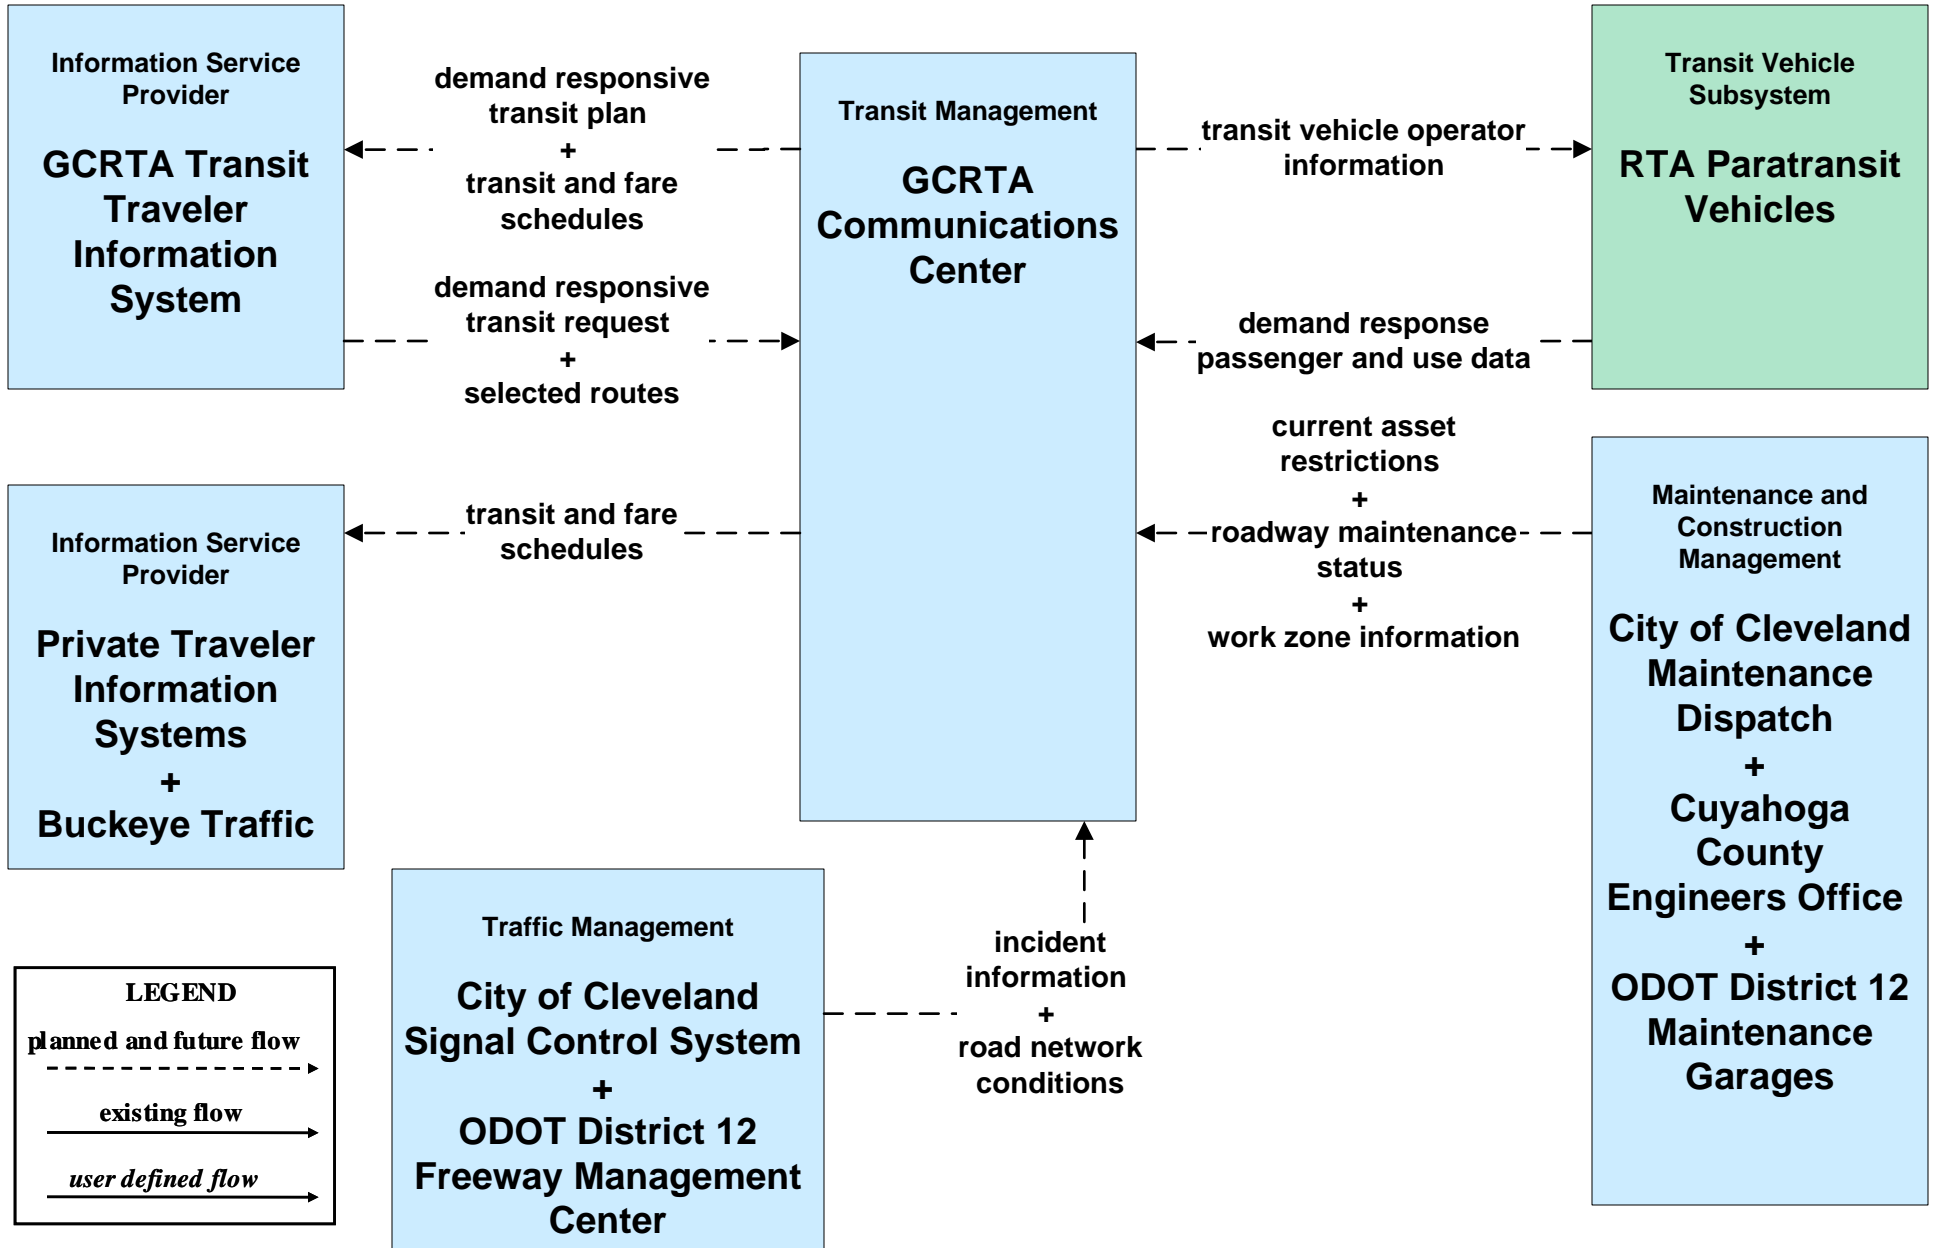 Information Service
Provider
GCRTA Transit
Traveler
Information
System
demand responsive
transit plan
+
transit and fare
schedules
demand responsive
transit request
+
selected routes
Transit Management
GCRTA
Communications
Center
transit vehicle operator
information
Transit Vehicle
Subsystem
RTA Paratransit
Vehicles
demand response
passenger and use data
current asset
restrictions
+
roadway maintenance
status
+
work zone information
Maintenance and
Construction
Management
City of Cleveland
Maintenance
Dispatch
+
Cuyahoga
County
Engineers Office
+
ODOT District 12
Maintenance
Garages
Information Service
Provider
Private Traveler
Information
Systems
+
Buckeye Traffic
transit and fare
schedules
Traffic Management
City of Cleveland
Signal Control System
+
ODOT District 12
Freeway Management
Center
incident
information
+
road network
conditions
LEGEND
planned and future flow
existing flow
user defined flow